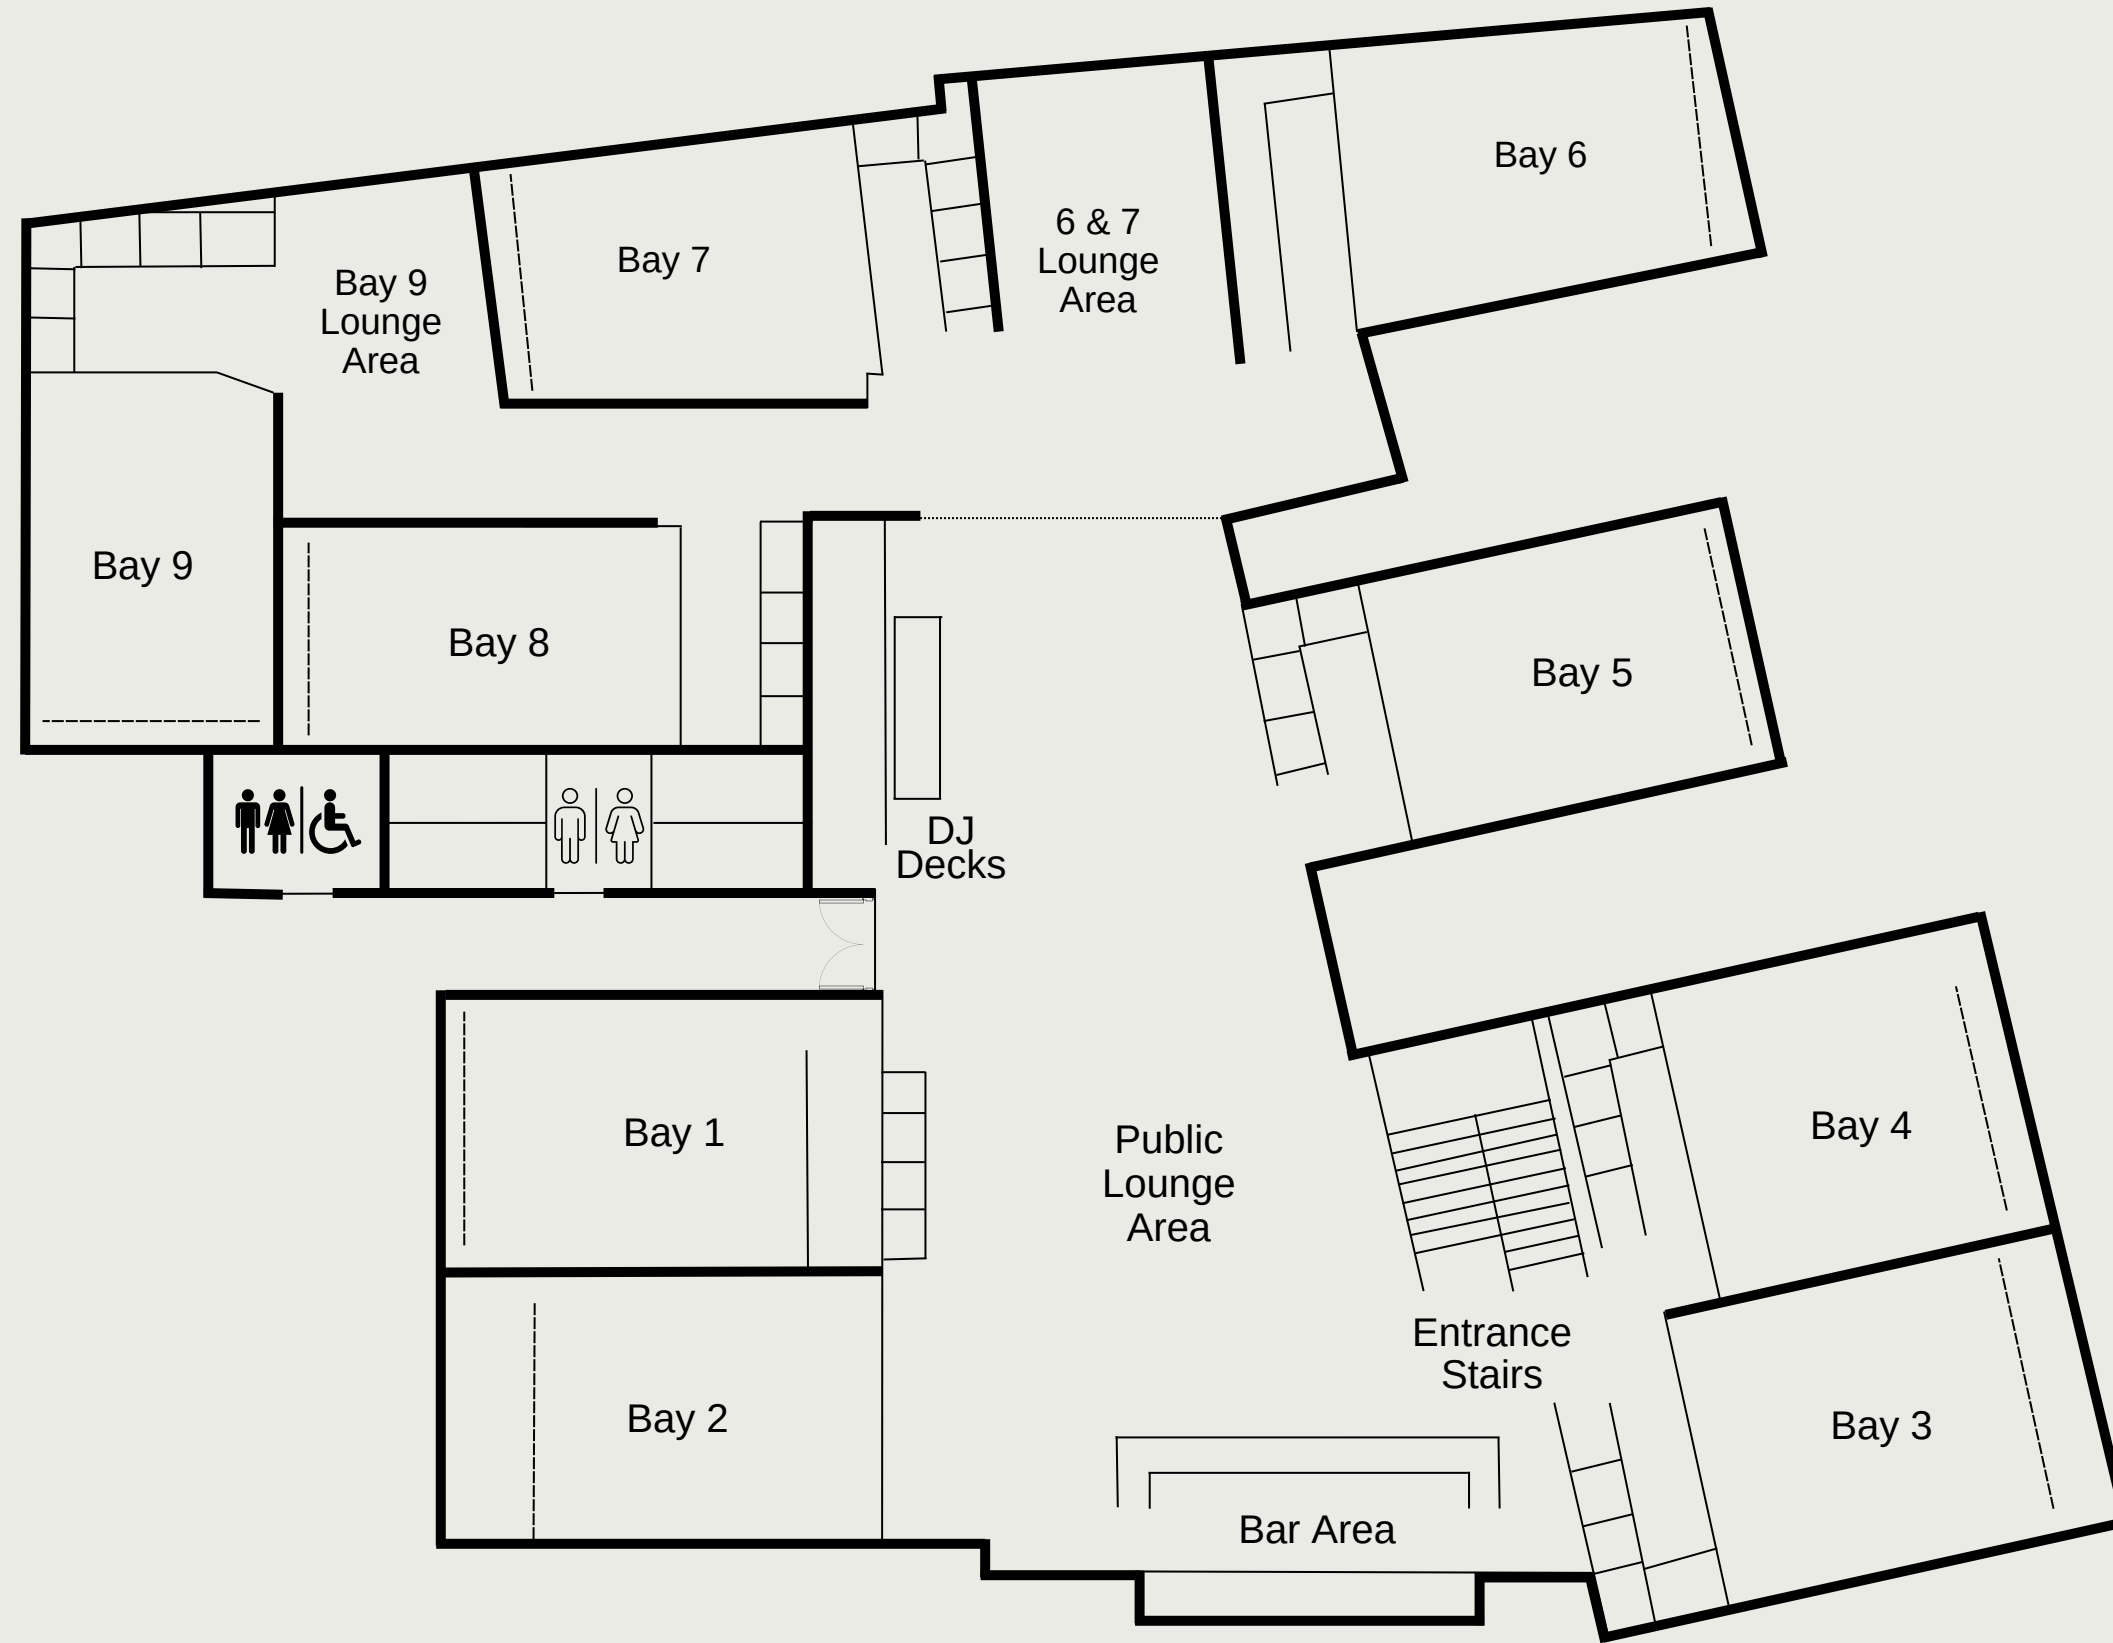 Bay 6
6 & 7
Lounge
Area
Bay 7
Bay 9
Lounge
Area
Bay 9
Bay 8
Bay 5
DJ
Decks
Bay 4
Bay 1
Public
Lounge
Area
Entrance
Stairs
Bay 2
Bay 3
Bar Area